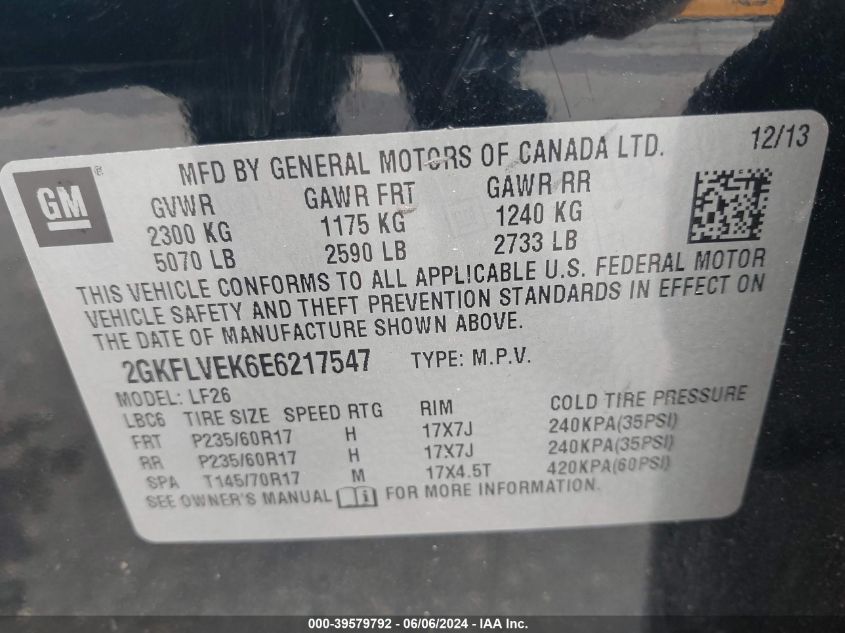 MFD BY GENERAL MOTORS OF CANADA LTD. 12/13
GM ®
GVWR GAWR FRT GAWR RR
2300 KG 1175 KG 1240 KG
5070 LB 2590 LB 2733 LB
THIS VEHICLE CONFORMS TO ALL APPLICABLE U.S. FEDERAL MOTOR
VEHICLE SAFETY AND THEFT PREVENTION STANDARDS IN EFFECT ON
THE DATE OF MANUFACTURE SHOWN ABOVE.
2GKFLVEK6E6217547 TYPE: M.P.V.
MODEL: LF26
LBC6 TIRE SIZE SPEED RTG RIM COLD TIRE PRESSURE
FRT P235/60R17 H 17X7J 240KPA(35PSI)
RR P235/60R17 H 17X7J 240KPA(35PSI)
SPA T145/70R17 M 17X4.5T 420KPA(60PSI)
SEE OWNER'S MANUAL FOR MORE INFORMATION.
000-39579792 - 06/06/2024 - IAA Inc.